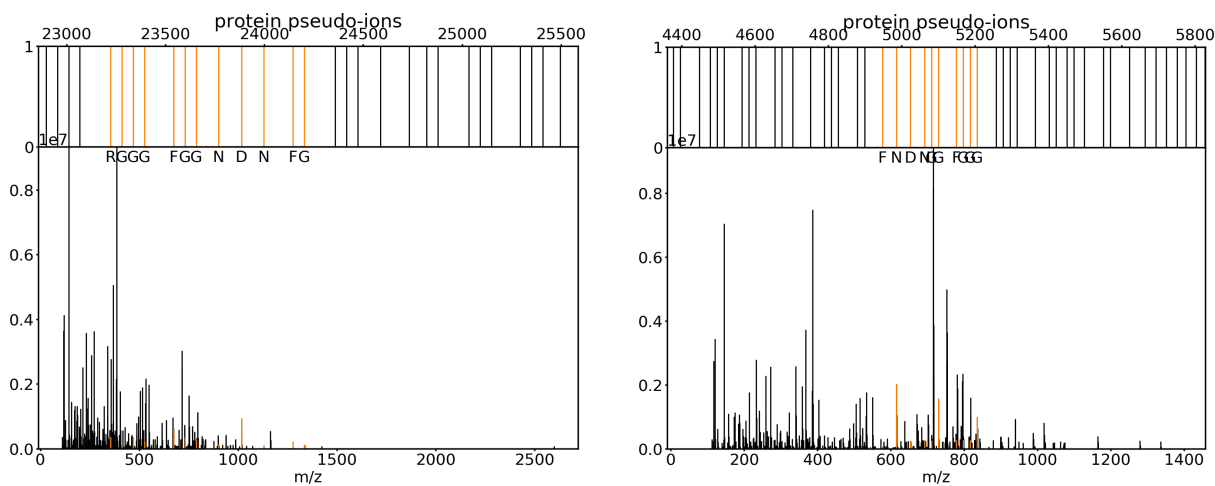 protein pseudo-ions
23000 23500 24000 24500 25000 25500
1
0
1e7
R G G G F G G N D N F G
0.8
0.6
0.4
0.2
0.0
0 500 1000 1500 2000 2500
m/z
protein pseudo-ions
4400 4600 4800 5000 5200 5400 5600 5800
1
0
1e7
F N D N G G F G G G
0.8
0.6
0.4
0.2
0.0
0 200 400 600 800 1000 1200 1400
m/z